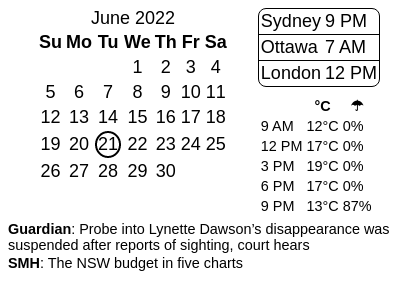 June 2022
Su Mo Tu We Th Fr Sa
1 2 3 4
5 6 7 8 9 10 11
12 13 14 15 16 17 18
19 20 21 22 23 24 25
26 27 28 29 30
Sydney 9 PM
Ottawa 7 AM
London 12 PM
°C ☂
9 AM 12°C 0%
12 PM 17°C 0%
3 PM 19°C 0%
6 PM 17°C 0%
9 PM 13°C 87%
Guardian: Probe into Lynette Dawson's disappearance was
suspended after reports of sighting, court hears
SMH: The NSW budget in five charts